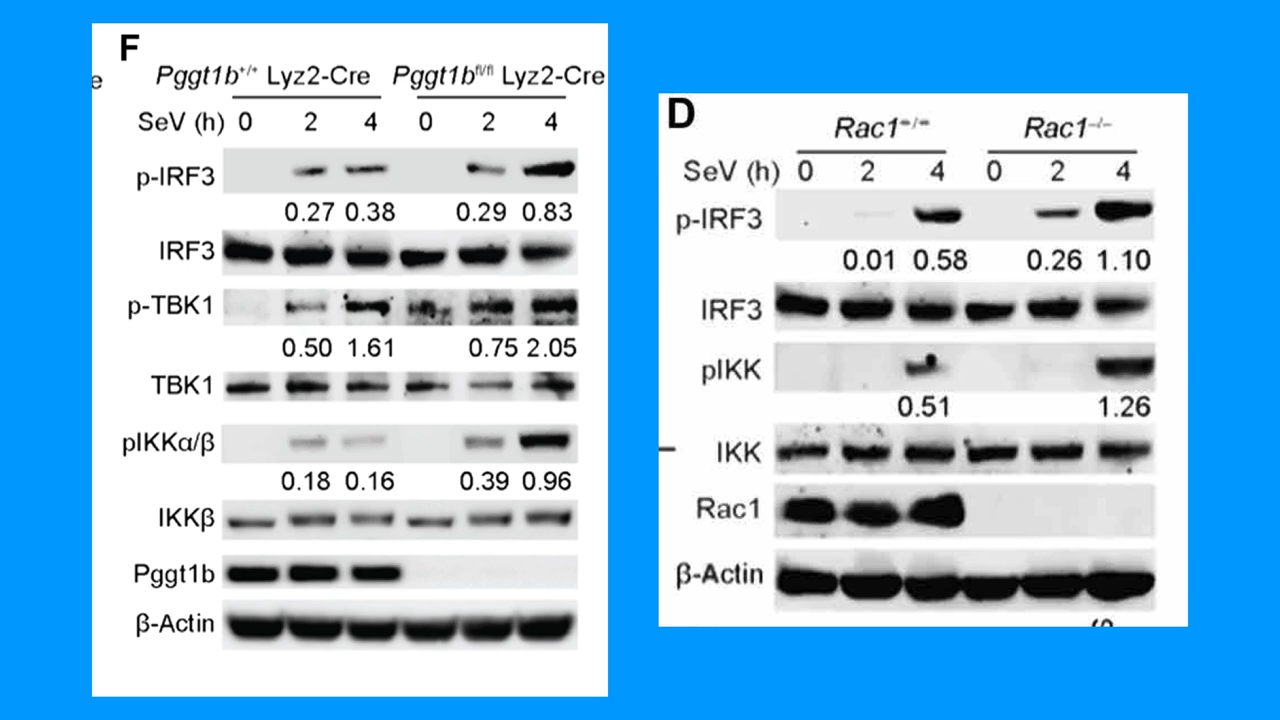 F
e
Pggt1b+/+ Lyz2-Cre Pggt1bfl/fl Lyz2-Cre
SeV (h) 0 2 4 0 2 4
p-IRF3
0.27 0.38 0.29 0.83
IRF3
p-TBK1
0.50 1.61 0.75 2.05
TBK1
pIKKα/β
0.18 0.16 0.39 0.96
IKKβ
Pggt1b
β-Actin
D
Rac1+/+ Rac1–/–
SeV (h) 0 2 4 0 2 4
p-IRF3
0.01 0.58 0.26 1.10
IRF3
pIKK
0.51 1.26
IKK
Rac1
β-Actin